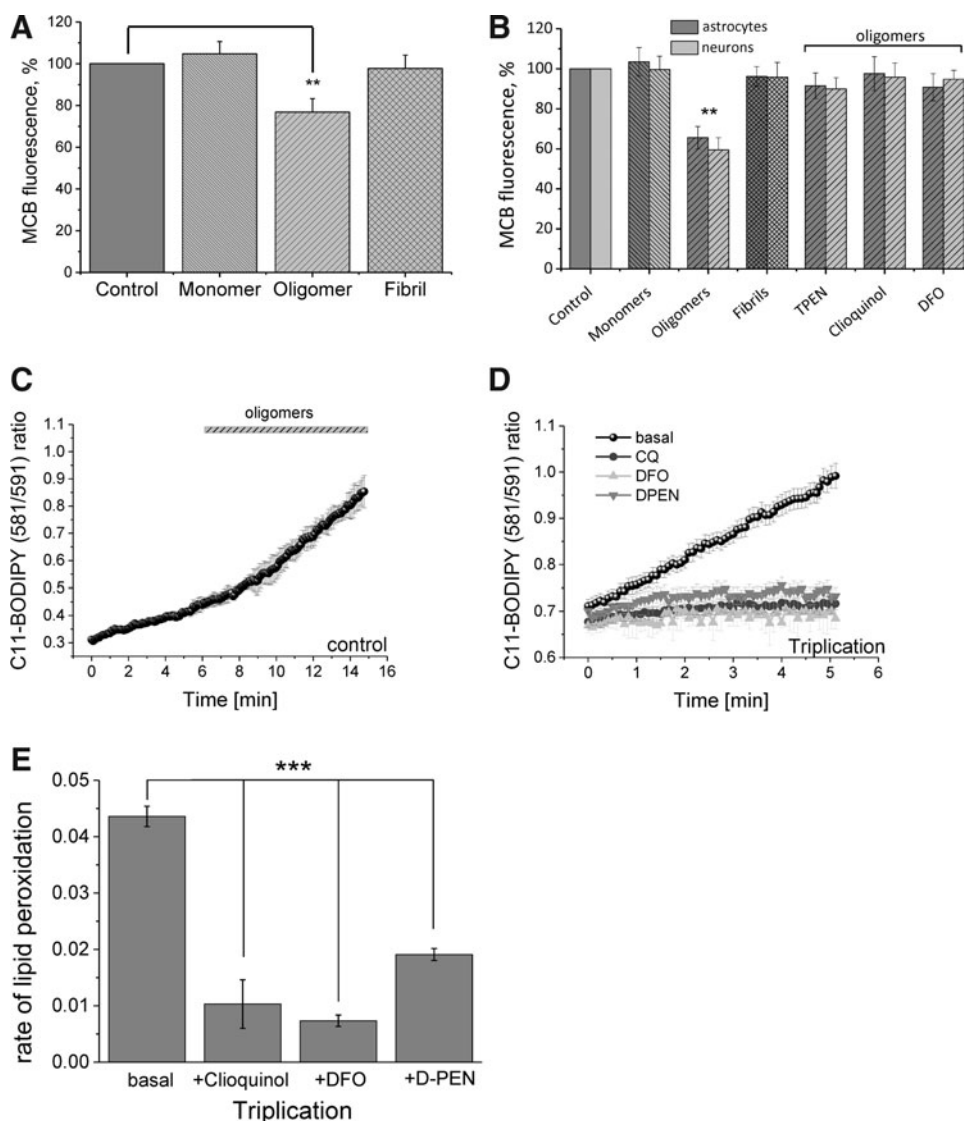 A
MCB fluorescence, %
120
100
80
60
40
20
0
**
Control Monomer Oligomer Fibril
B
MCB fluorescence, %
120
100
80
60
40
20
0
astrocytes
neurons
oligomers
**
Control
Monomers
Oligomers
Fibrils
TPEN
Clioquinol
DFO
C
oligomers
C11-BODIPY (581/591) ratio
1.1
1.0
0.9
0.8
0.7
0.6
0.5
0.4
0.3
control
0 2 4 6 8 10 12 14 16
Time [min]
D
C11-BODIPY (581/591) ratio
1.1
1.0
0.9
0.8
0.7
0.6
basal
CQ
DFO
DPEN
Triplication
0 1 2 3 4 5 6
Time [min]
E
rate of lipid peroxidation
0.05
0.04
0.03
0.02
0.01
0.00
***
basal +Clioquinol +DFO +D-PEN
Triplication